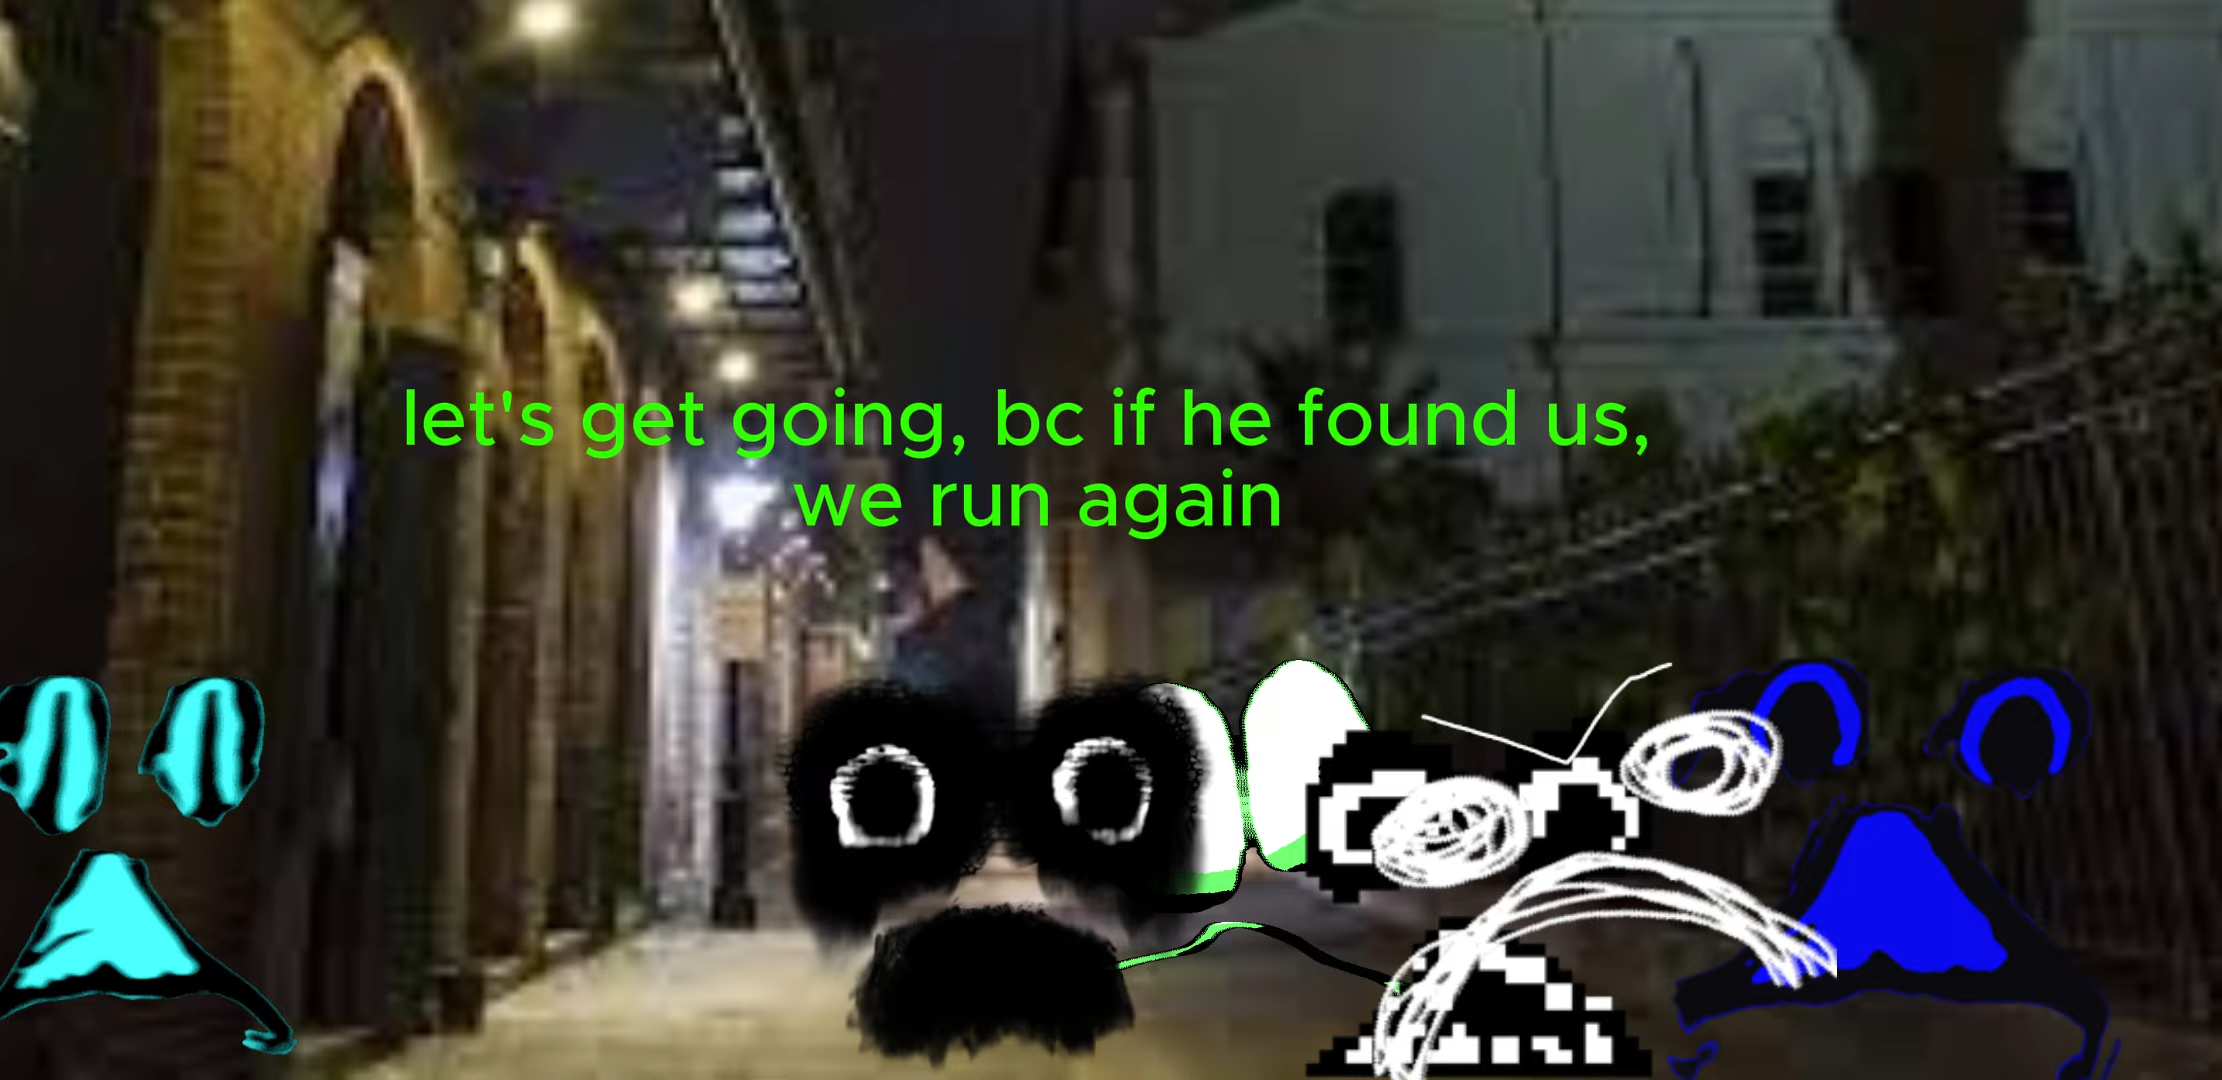 let's get going, bc if he found us,
we run again